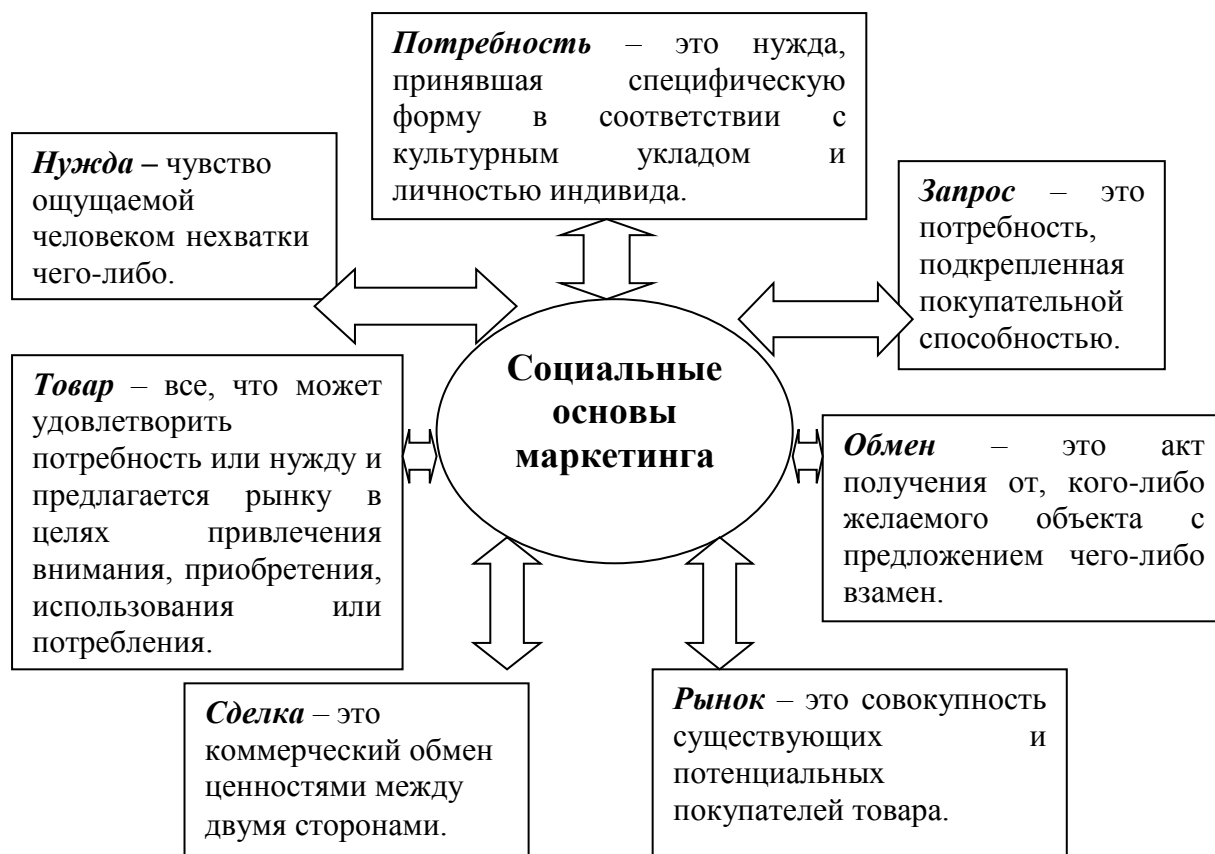 Потребность – это нужда,
принявшая специфическую
форму в соответствии с
культурным укладом и
личностью индивида.
Нужда – чувство
ощущаемой
человеком нехватки
чего-либо.
Запрос – это
потребность,
подкрепленная
покупательной
способностью.
Социальные
основы
маркетинга
Товар – все, что может
удовлетворить
потребность или нужду и
предлагается рынку в
целях привлечения
внимания, приобретения,
использования или
потребления.
Обмен – это акт
получения от, кого-либо
желаемого объекта с
предложением чего-либо
взамен.
Сделка – это
коммерческий обмен
ценностями между
двумя сторонами.
Рынок – это совокупность
существующих и
потенциальных
покупателей товара.